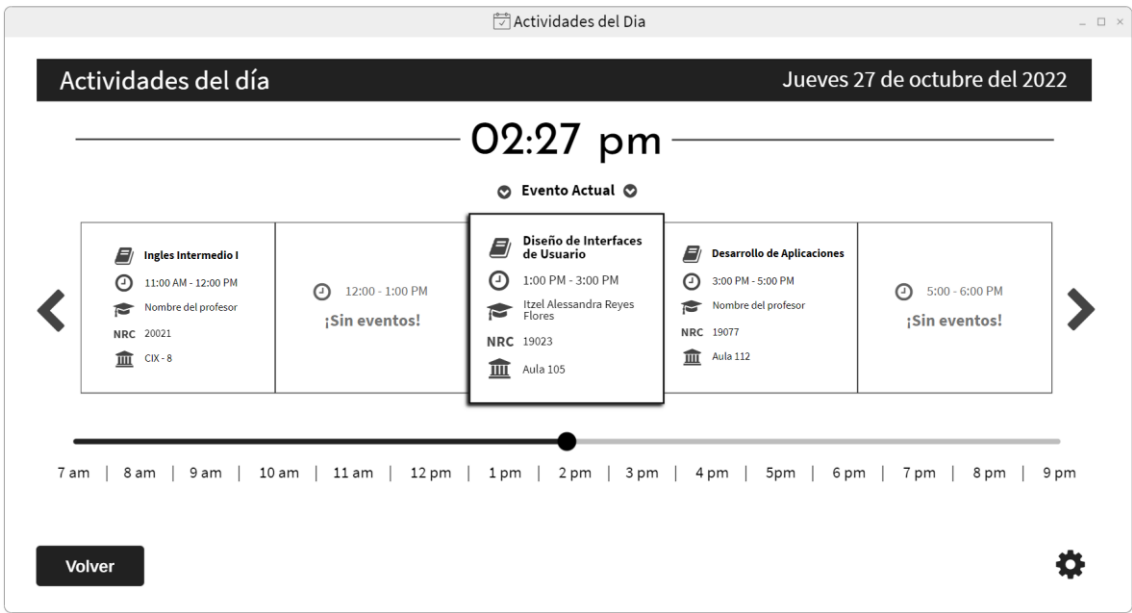 Actividades del Dia
Actividades del día
Jueves 27 de octubre del 2022
02:27 pm
Evento Actual
Ingles Intermedio I
11:00 AM - 12:00 PM
Nombre del profesor
NRC 20021
CIX - 8
12:00 - 1:00 PM
¡Sin eventos!
Diseño de Interfaces
de Usuario
1:00 PM - 3:00 PM
Itzel Alessandra Reyes
Flores
NRC 19023
Aula 105
Desarrollo de Aplicaciones
3:00 PM - 5:00 PM
Nombre del profesor
NRC 19077
Aula 112
5:00 - 6:00 PM
¡Sin eventos!
7 am | 8 am | 9 am | 10 am | 11 am | 12 pm | 1 pm | 2 pm | 3 pm | 4 pm | 5pm | 6 pm | 7 pm | 8 pm | 9 pm
Volver